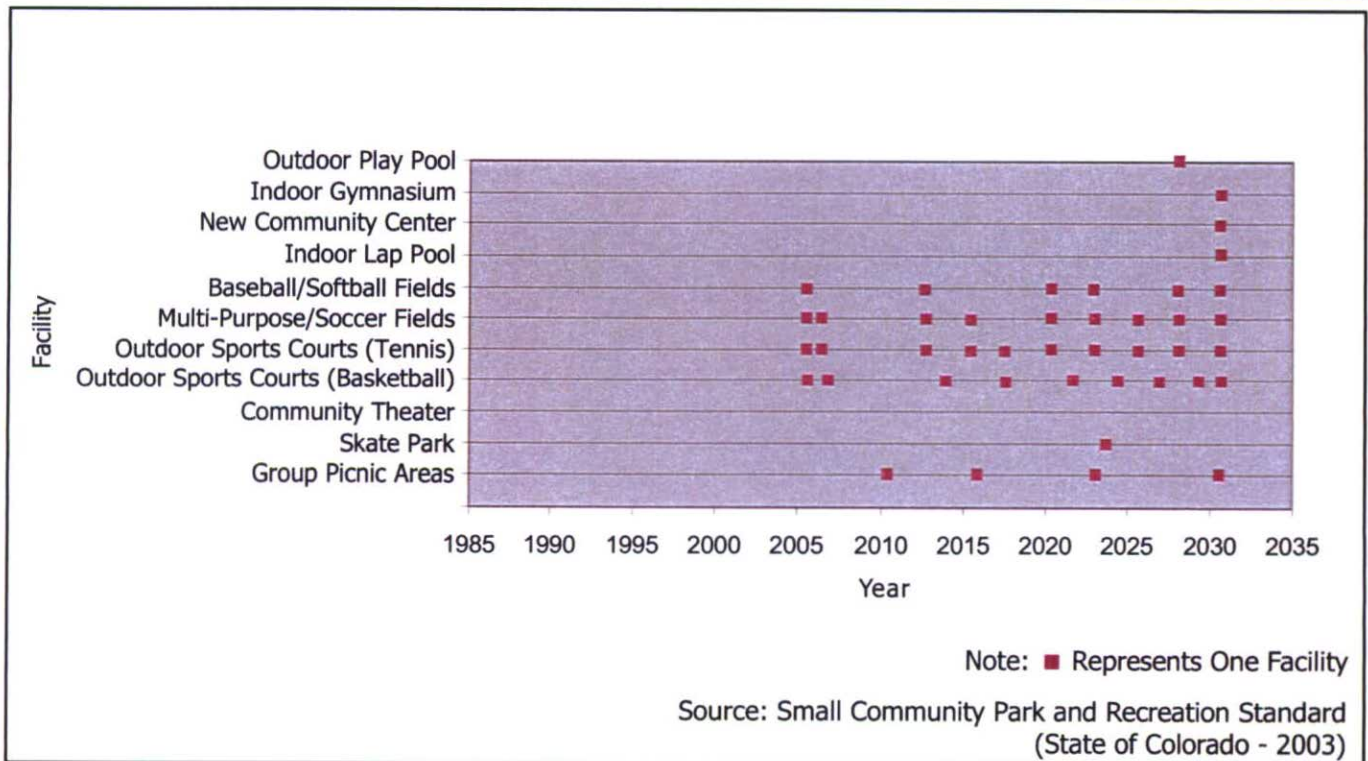 Outdoor Play Pool
Indoor Gymnasium
New Community Center
Indoor Lap Pool
Baseball/Softball Fields
Multi-Purpose/Soccer Fields
Outdoor Sports Courts (Tennis)
Outdoor Sports Courts (Basketball)
Community Theater
Skate Park
Group Picnic Areas
Facility
1985 1990 1995 2000 2005 2010 2015 2020 2025 2030 2035
Year
Note: ■ Represents One Facility
Source: Small Community Park and Recreation Standard
(State of Colorado - 2003)